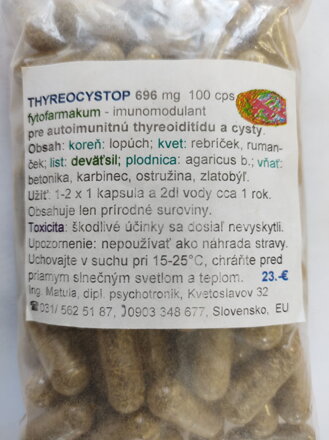 THYREOCYSTOP 696 mg 100 cps
fytofarmakum - imunomodulant
pre autoimunitnú thyreoiditídu a cysty.
Obsah: koreň: lopúch; kvet: rebríček, ruman-
ček; list: deväťsil; plodnica: agaricus b.; vňať:
betonika, karbinec, ostružina, zlatobýľ.
Užiť: 1-2 x 1 kapsula a 2dl vody cca 1 rok.
Obsahuje len prírodné suroviny.
Toxicita: škodlivé účinky sa dosiaľ nevyskytli.
Upozornenie: nepoužívať ako náhrada stravy.
Uchovajte v suchu pri 15-25°C, chráňte pred
priamym slnečným svetlom a teplom. 23.-€
Ing. Matula, dipl. psychotronik, Kvetoslavov 32
☎031/ 562 51 87, 0903 348 677, Slovensko, EU